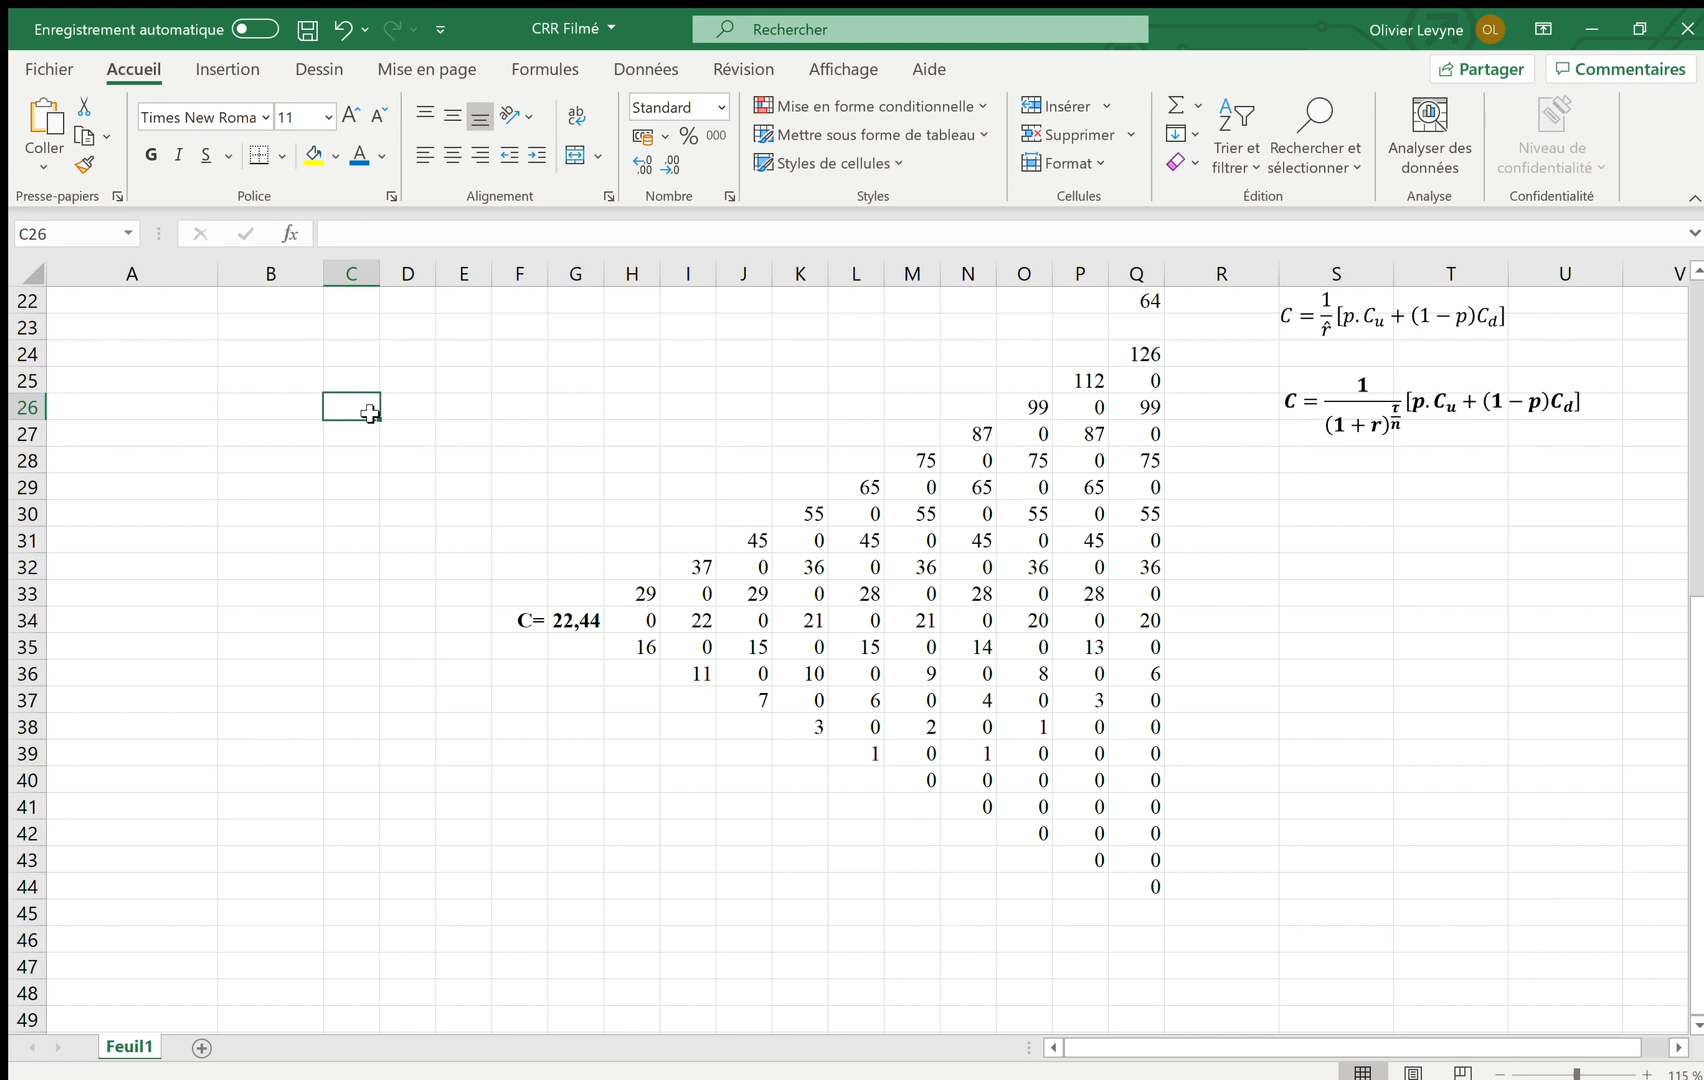 Enregistrement automatique CRR Filmé Rechercher Olivier Levyne OL
Fichier Accueil Insertion Dessin Mise en page Formules Données Révision Affichage Aide Partager Commentaires
Coller
Presse-papiers
Times New Roma 11
G I S A
Police
ab
Alignement
Standard
% 000
Nombre
Mise en forme conditionnelle
Mettre sous forme de tableau
Styles de cellules
Styles
Insérer
Supprimer
Format
Cellules
Trier et filtrer
Rechercher et sélectionner
Édition
Analyser des données
Analyse
Niveau de confidentialité
Confidentialité
C26 fx
A B C D E F G H I J K L M N O P Q R S T U V
22 64
23 C = 1/r̂ [p. Cu + (1 − p)Cd]
24 126
25 112 0
26 99 0 99 C = 1/(1 + r)^(τ/n) [p. Cu + (1 − p)Cd]
27 87 0 87 0
28 75 0 75 0 75
29 65 0 65 0 65 0
30 55 0 55 0 55 0 55
31 45 0 45 0 45 0 45 0
32 37 0 36 0 36 0 36 0 36
33 29 0 29 0 28 0 28 0 28 0
34 C= 22,44 0 22 0 21 0 21 0 20 0 20
35 16 0 15 0 15 0 14 0 13 0
36 11 0 10 0 9 0 8 0 6
37 7 0 6 0 4 0 3 0
38 3 0 2 0 1 0 0
39 1 0 1 0 0 0
40 0 0 0 0 0
41 0 0 0 0
42 0 0 0
43 0 0
44 0
45
46
47
48
49
Feuil1
115 %